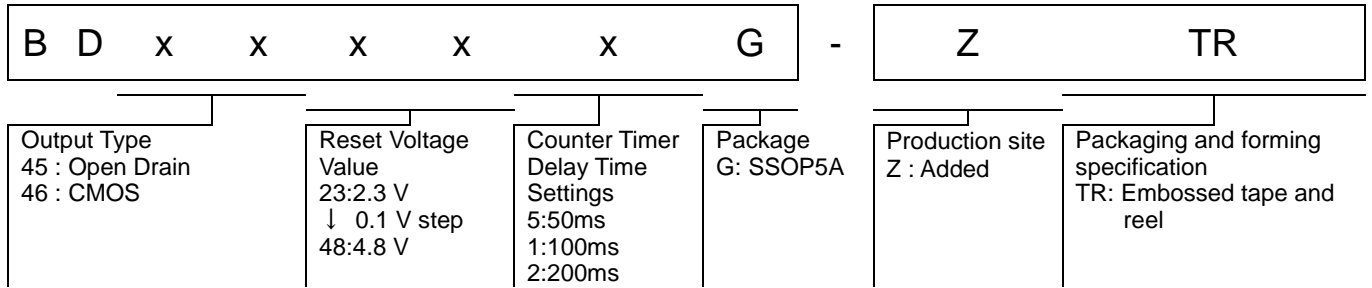 B D x x x x x G - Z TR
Output Type
45 : Open Drain
46 : CMOS
Reset Voltage
Value
23:2.3 V
↓ 0.1 V step
48:4.8 V
Counter Timer
Delay Time
Settings
5:50ms
1:100ms
2:200ms
Package
G: SSOP5A
Production site
Z : Added
Packaging and forming
specification
TR: Embossed tape and
reel